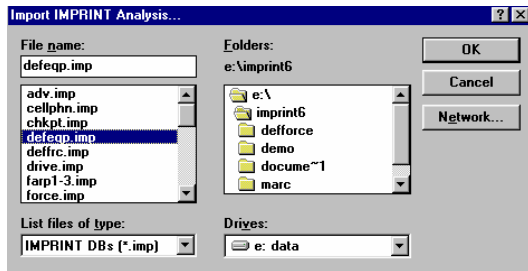 Import IMPRINT Analysis...
File name:
defeqp.imp
adv.imp
cellphn.imp
chkpt.imp
defeqp.imp
deffrc.imp
drive.imp
farp1-3.imp
force.imp
List files of type:
IMPRINT DBs (*.imp)
Folders:
e:\imprint6
e:\
imprint6
defforce
demo
docume~1
marc
Drives:
e: data
OK
Cancel
Network...